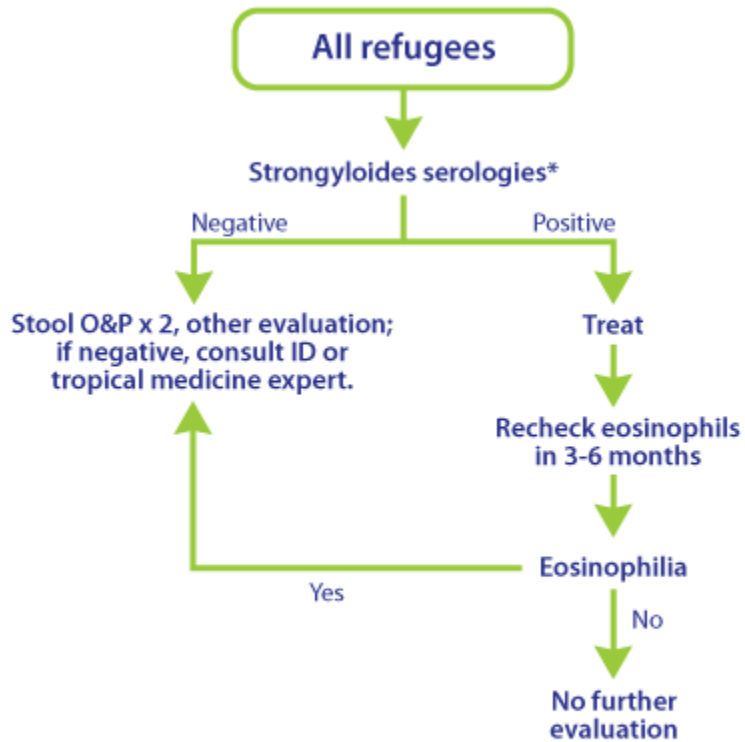 All refugees
Strongyloides serologies*
Negative
Positive
Stool O&P x 2, other evaluation;
if negative, consult ID or
tropical medicine expert.
Treat
Recheck eosinophils
in 3-6 months
Eosinophilia
Yes
No
No further
evaluation